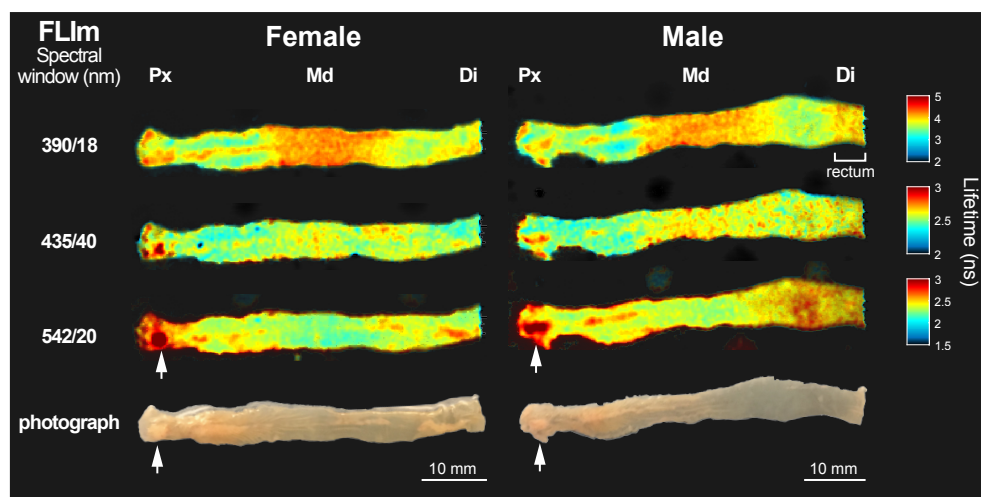 FLIm
Spectral
window (nm)
Female
Male
Px
Md
Di
Px
Md
Di
390/18
rectum
5
4
3
2
435/40
3
2.5
2
542/20
3
2.5
2
1.5
Lifetime (ns)
photograph
10 mm
10 mm